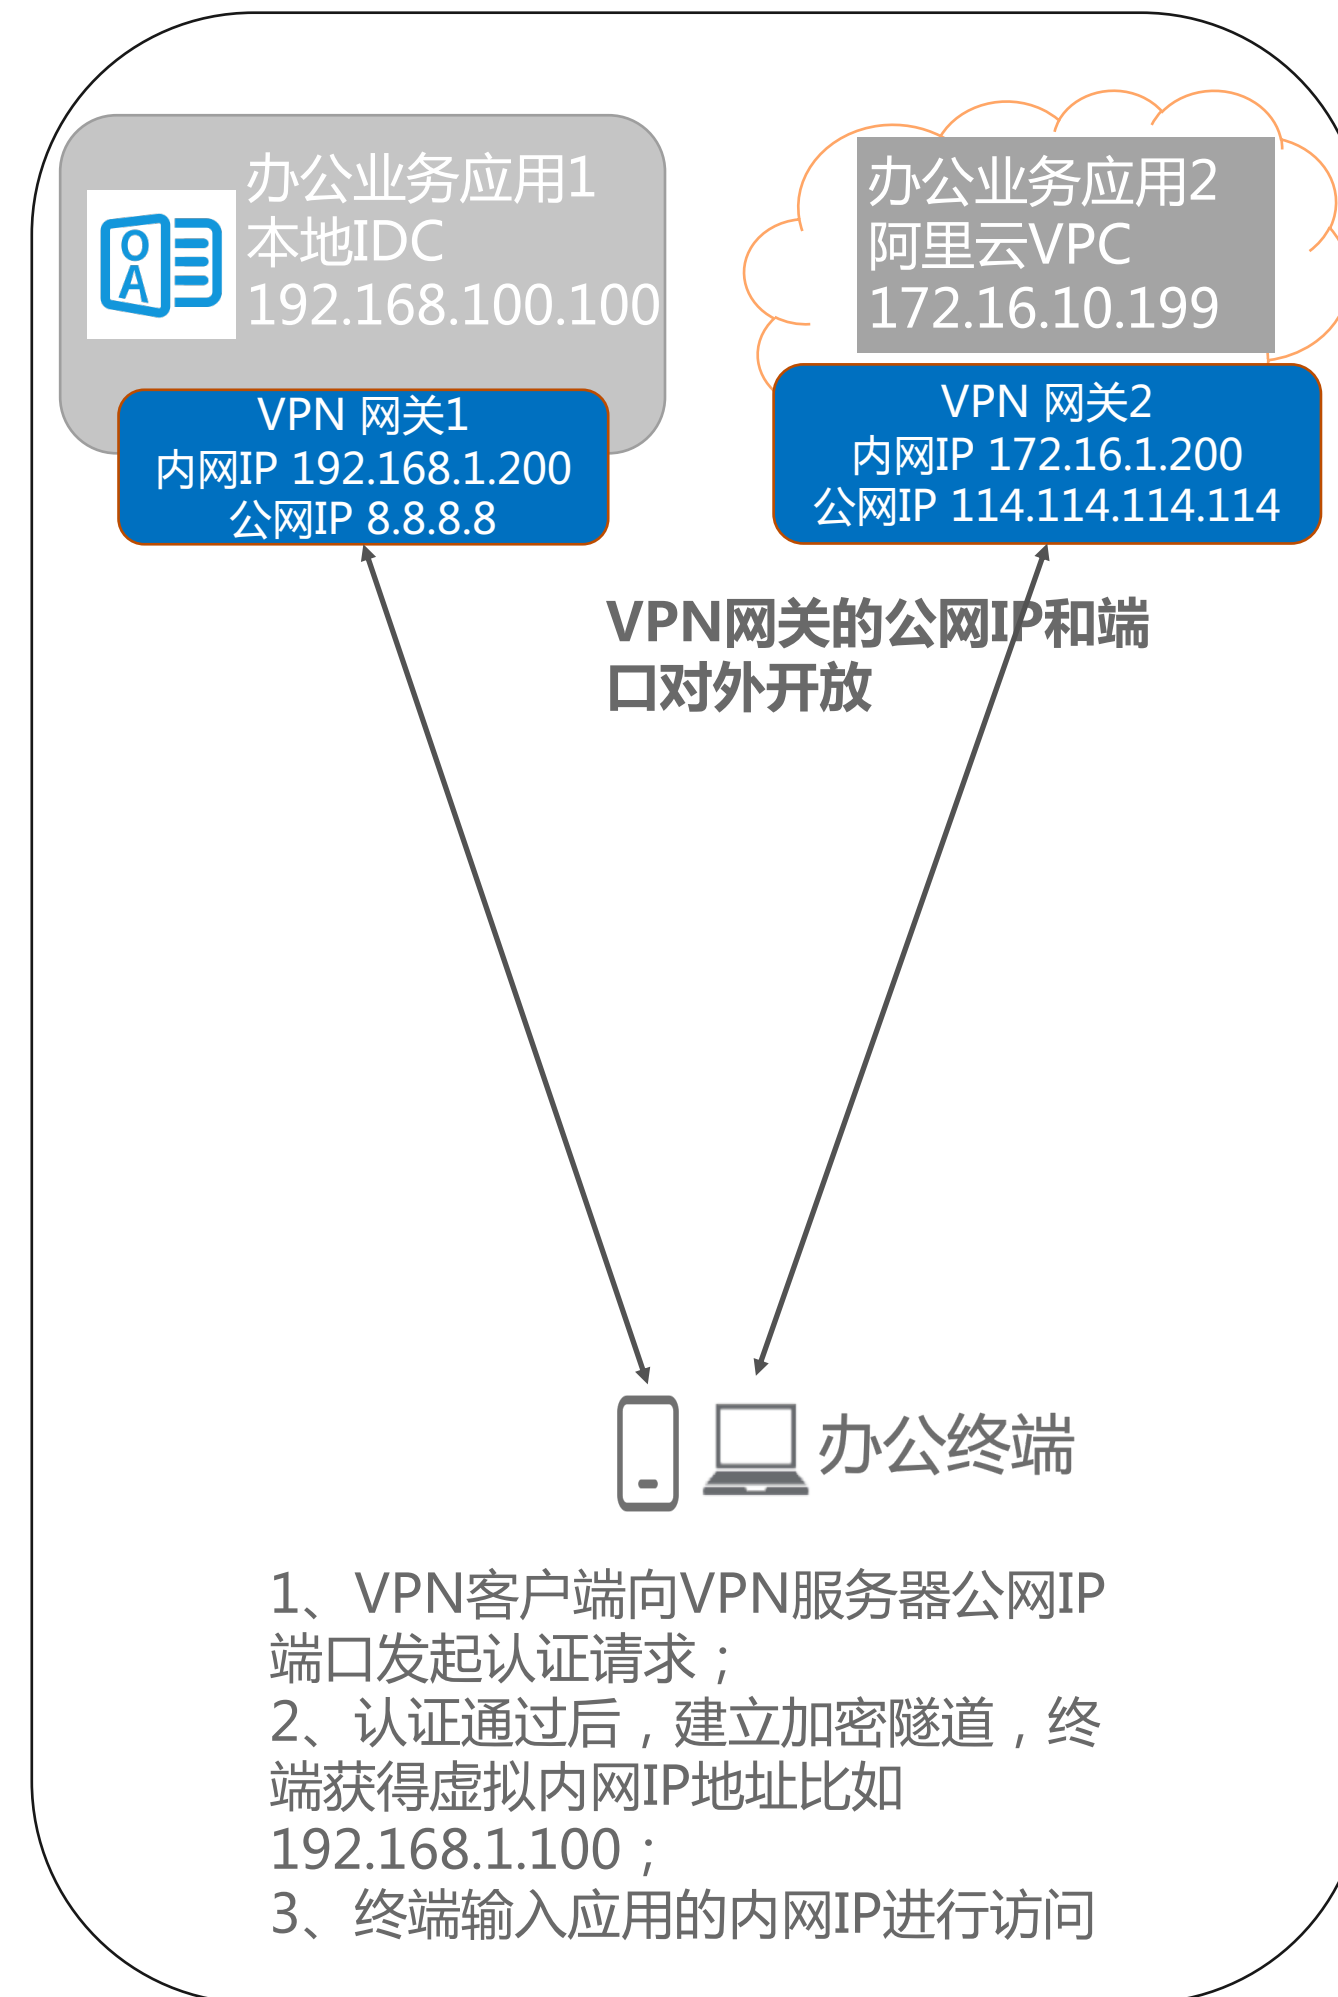 办公业务应用1
本地IDC
192.168.100.100
OA
VPN 网关1
内网IP 192.168.1.200
公网IP 8.8.8.8
办公业务应用2
阿里云VPC
172.16.10.199
VPN 网关2
内网IP 172.16.1.200
公网IP 114.114.114.114
VPN网关的公网IP和端
口对外开放
办公终端
1、VPN客户端向VPN服务器公网IP
端口发起认证请求；
2、认证通过后，建立加密隧道，终
端获得虚拟内网IP地址比如
192.168.1.100；
3、终端输入应用的内网IP进行访问